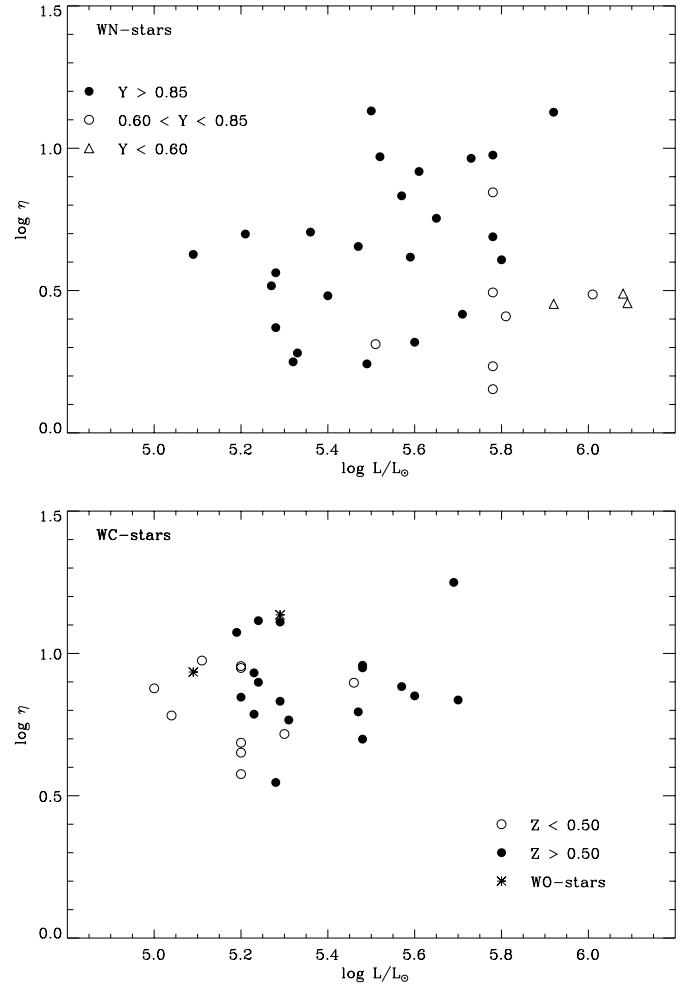 1.5
WN-stars
Y > 0.85
0.60 < Y < 0.85
Y < 0.60
1.0
log η
0.5
0.0
5.0 5.2 5.4 5.6 5.8 6.0
log L/L⊙
1.5
WC-stars
1.0
log η
0.5
Z < 0.50
Z > 0.50
WO-stars
0.0
5.0 5.2 5.4 5.6 5.8 6.0
log L/L⊙